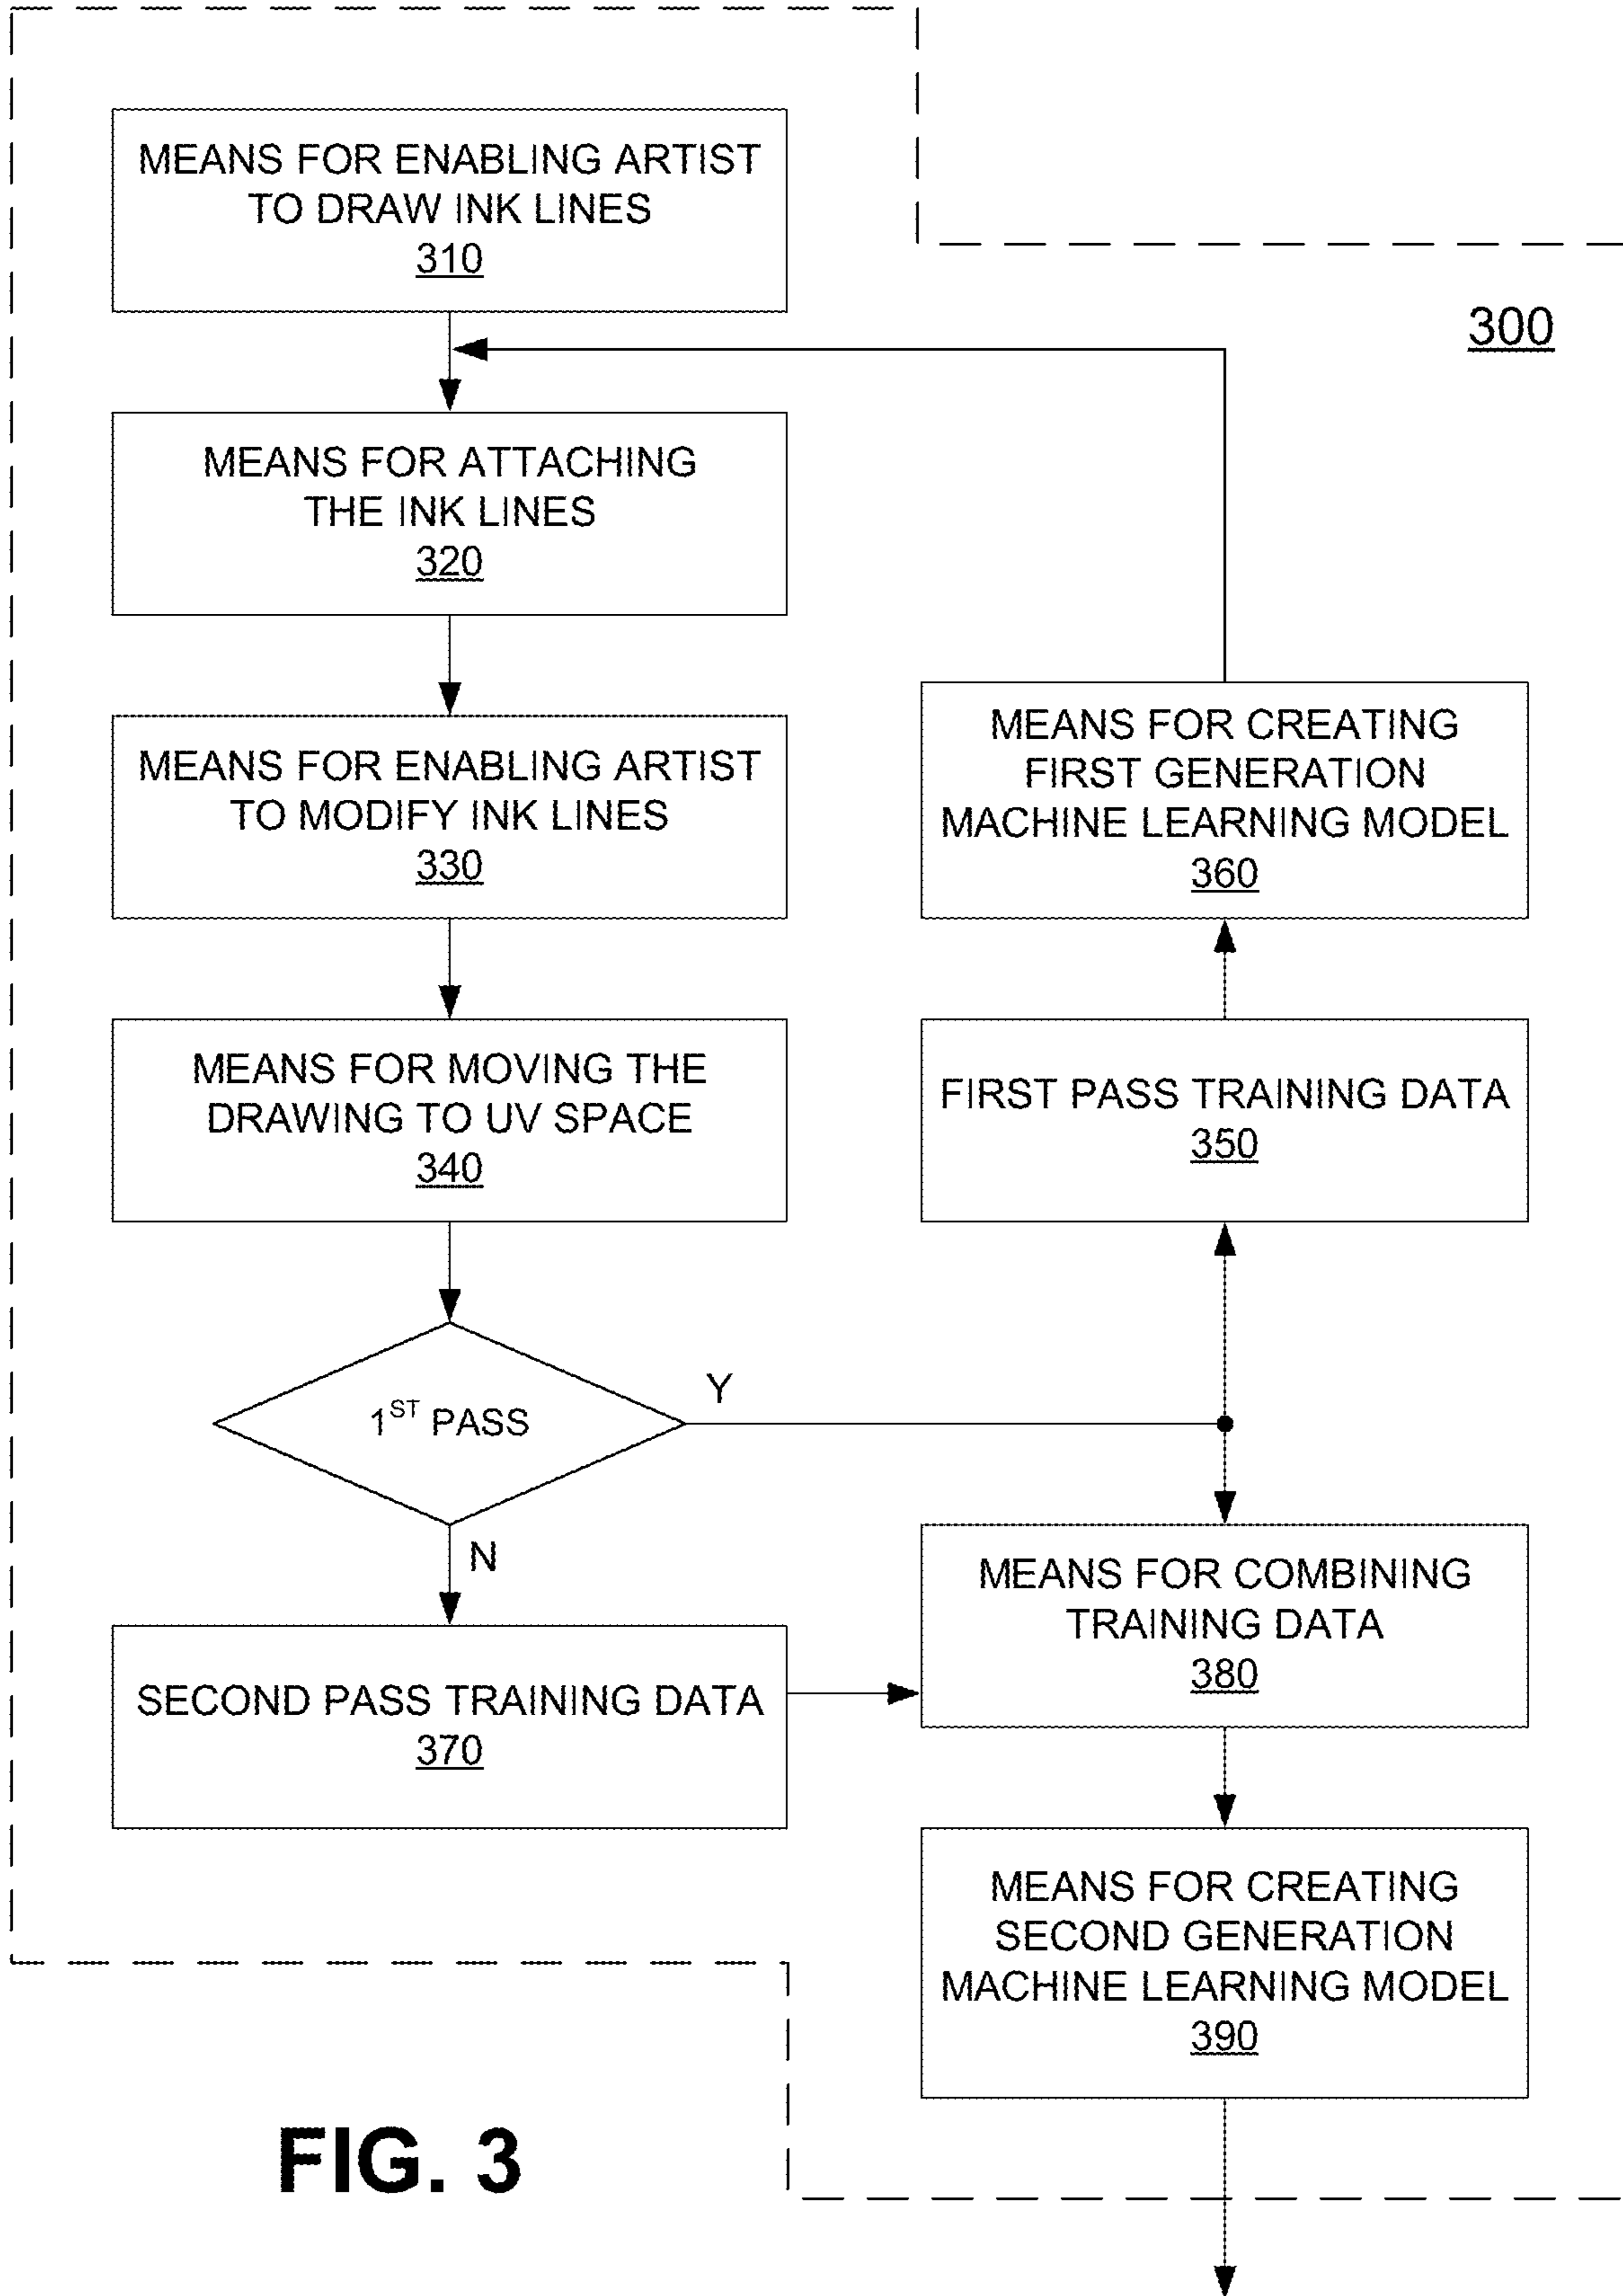 MEANS FOR ENABLING ARTIST
TO DRAW INK LINES
310
300
MEANS FOR ATTACHING
THE INK LINES
320
MEANS FOR ENABLING ARTIST
TO MODIFY INK LINES
330
MEANS FOR CREATING
FIRST GENERATION
MACHINE LEARNING MODEL
360
MEANS FOR MOVING THE
DRAWING TO UV SPACE
340
FIRST PASS TRAINING DATA
350
1ST PASS
Y
N
SECOND PASS TRAINING DATA
370
MEANS FOR COMBINING
TRAINING DATA
380
MEANS FOR CREATING
SECOND GENERATION
MACHINE LEARNING MODEL
390
FIG. 3